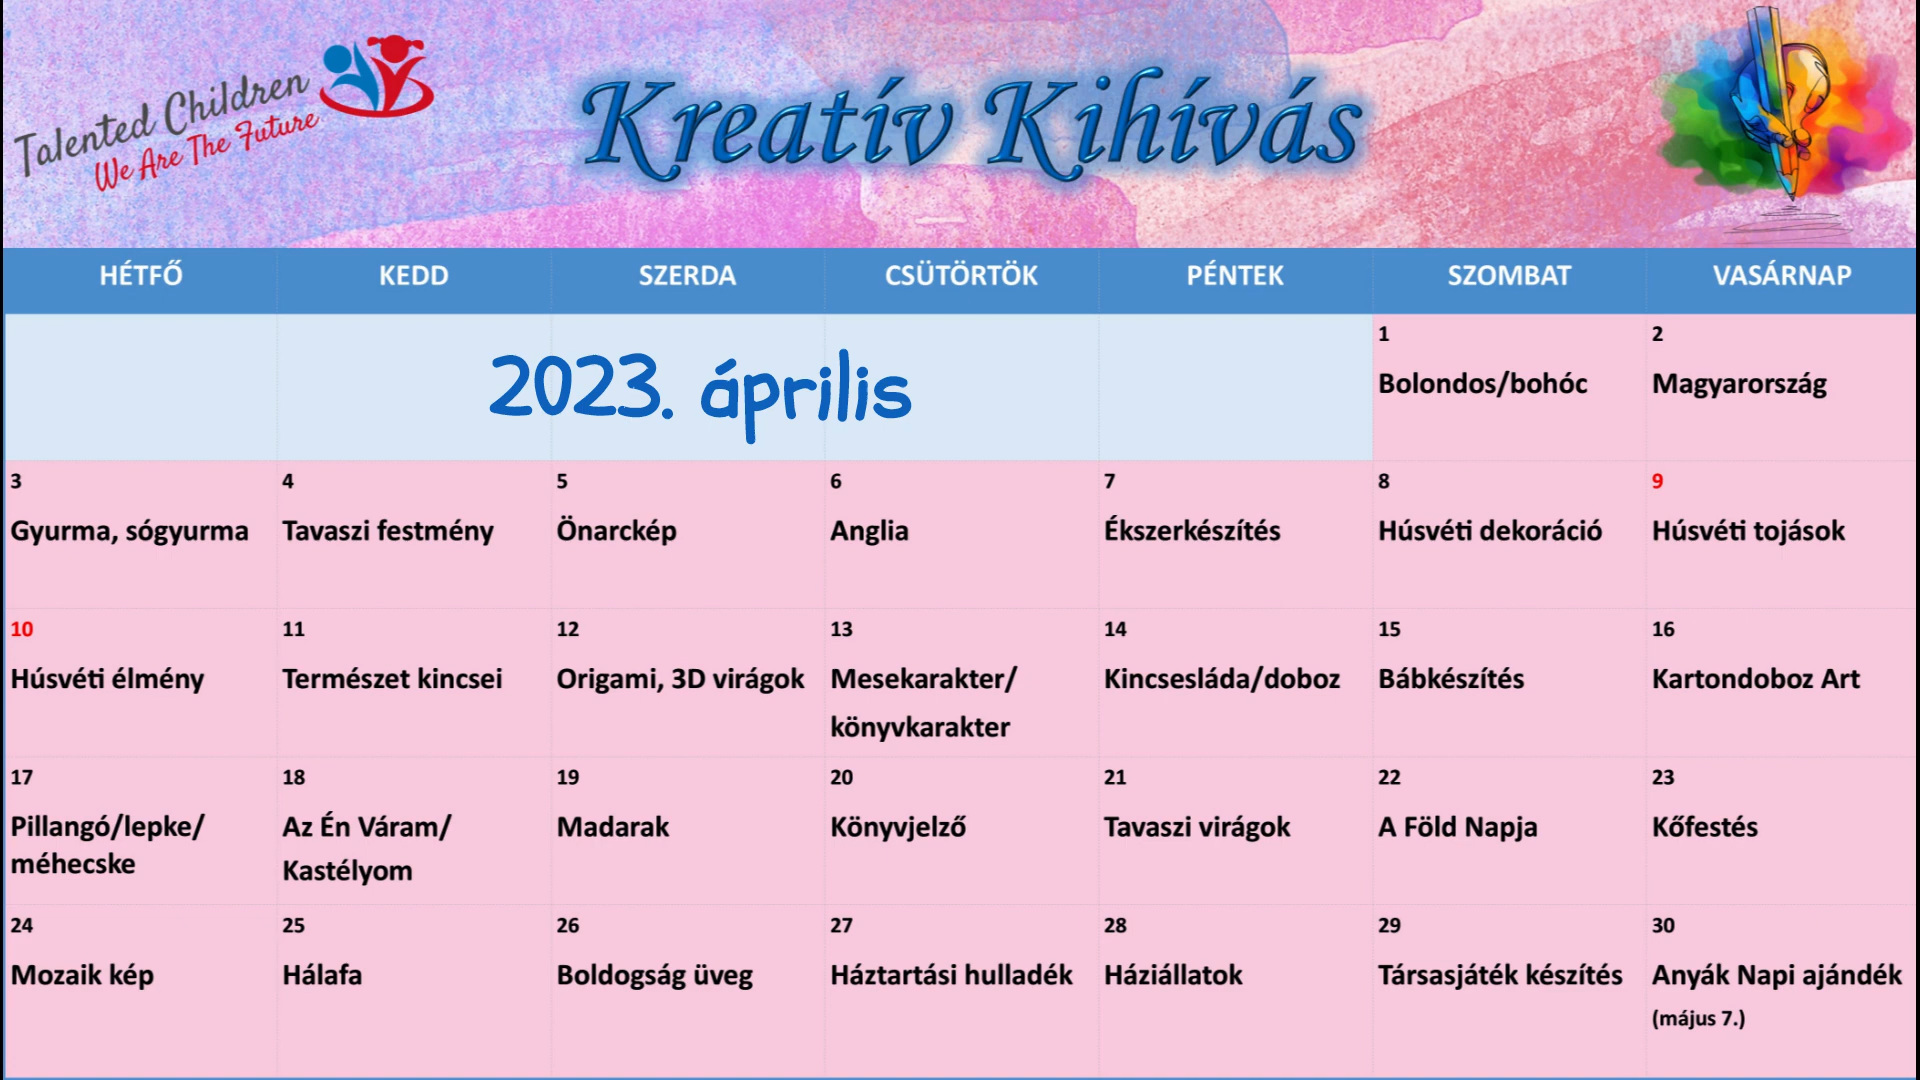 Talented Children
We Are The Future
Kreatív Kihívás
HÉTFŐ KEDD SZERDA CSÜTÖRTÖK PÉNTEK SZOMBAT VASÁRNAP
2023. április
1 2
Bolondos/bohóc Magyarország
3 4 5 6 7 8 9
Gyurma, sógyurma Tavaszi festmény Önarckép Anglia Ékszerkészítés Húsvéti dekoráció Húsvéti tojások
10 11 12 13 14 15 16
Húsvéti élmény Természet kincsei Origami, 3D virágok Mesekarakter/ Kincsesláda/doboz Bábkészítés Kartondoboz Art
könyvkarakter
17 18 19 20 21 22 23
Pillangó/lepke/ Az Én Váram/ Madarak Könyvjelző Tavaszi virágok A Föld Napja Kőfestés
méhecske Kastélyom
24 25 26 27 28 29 30
Mozaik kép Hálafa Boldogság üveg Háztartási hulladék Háziállatok Társasjáték készítés Anyák Napi ajándék
(május 7.)